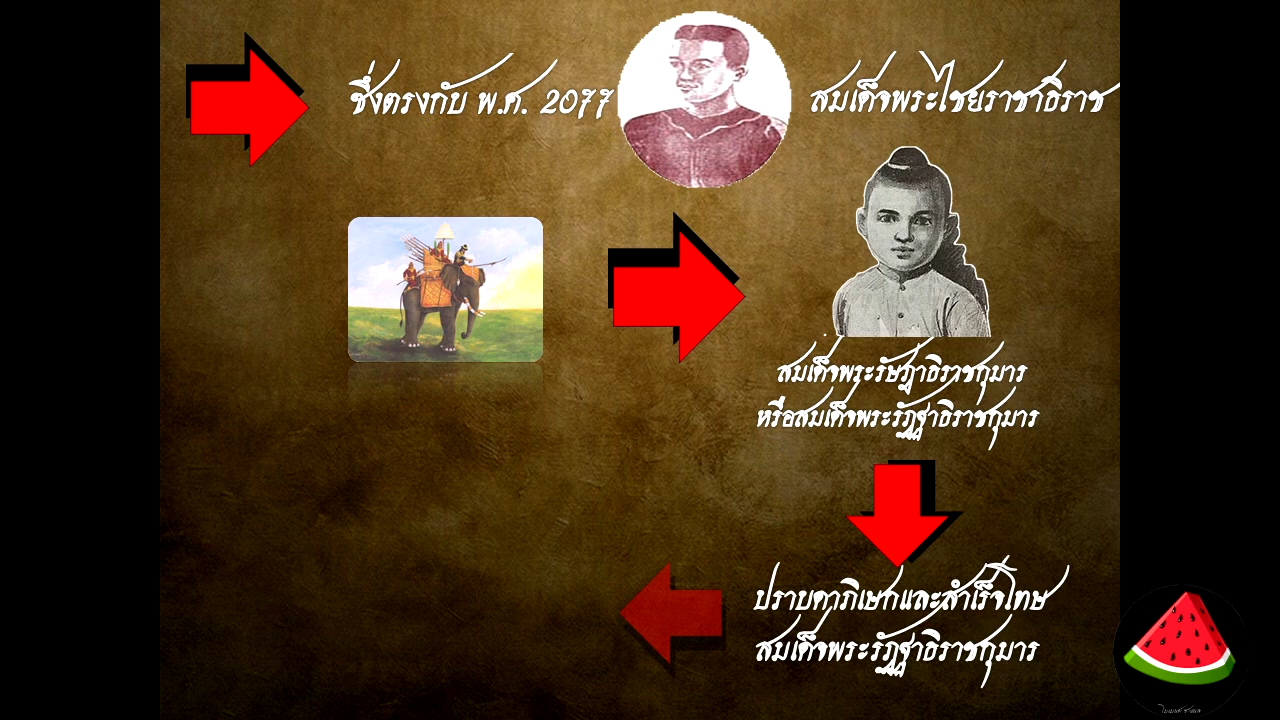 ซึ่งตรงกับ พ.ศ. 2077
สมเด็จพระไชยราชาธิราช
สมเด็จพระรัษฎาธิราชกุมาร
หรือสมเด็จพระรัฏฐาธิราชกุมาร
ปราบดาภิเษกและสำเร็จโทษ
สมเด็จพระรัฏฐาธิราชกุมาร